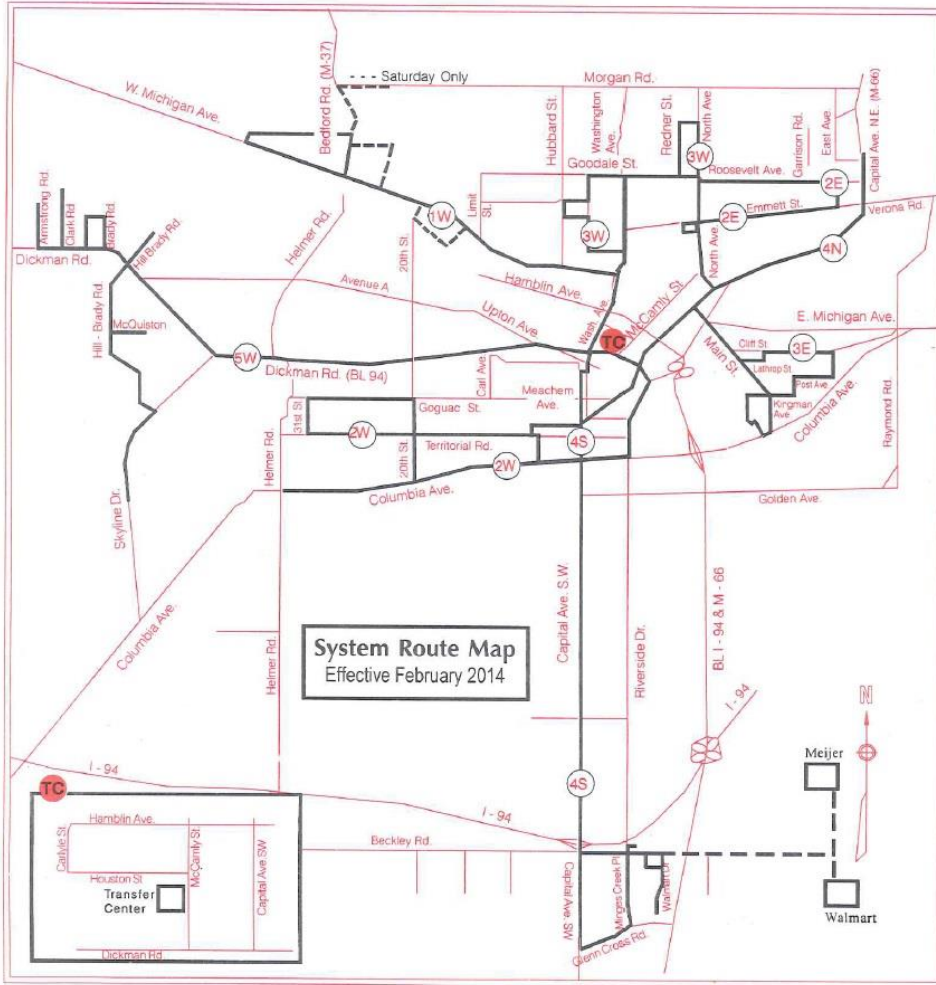 --- Saturday Only
Morgan Rd.
Bedford Rd. (M-37)
W. Michigan Ave.
Hubbard St.
Washington Ave.
Redner St.
North Ave
Garrison Rd.
East Ave.
Capital Ave. N.E. (M-66)
Goodale St.
3W
Roosevelt Ave.
2E
Armstrong Rd.
Clark Rd
Brady Rd.
Hill Brady Rd.
Dickman Rd.
Helmer Rd.
20th St.
1W
Limit St.
3W
2E
Emmett St.
Verona Rd.
4N
North Ave.
Hill - Brady Rd.
McQuiston
Avenue A
Hamblin Ave.
Upton Ave
Wash. Ave.
McCamly St.
TC
E. Michigan Ave.
Main St.
Cliff St.
3E
Lathrop St.
Post Ave.
Kingman Ave
Columbia Ave.
Raymond Rd.
5W
Dickman Rd. (BL 94)
Carl Ave
Meachem Ave.
31st St
Goguac St.
2W
20th St.
Territorial Rd.
4S
2W
Helmer Rd.
Columbia Ave.
Golden Ave.
Skyline Dr.
Columbia Ave.
Helmer Rd.
System Route Map
Effective February 2014
Capital Ave. S.W.
Riverside Dr.
BL I - 94 & M - 66
I - 94
N
4S
Meijer
Walmart
I - 94
I - 94
Beckley Rd.
Capital Ave. SW
Minges Creek Pl
Walmart Dr
Glenn Cross Rd.
TC
Hamblin Ave.
Carlyle St.
McCamly St.
Capital Ave SW
Houston St
Transfer
Center
Dickman Rd.